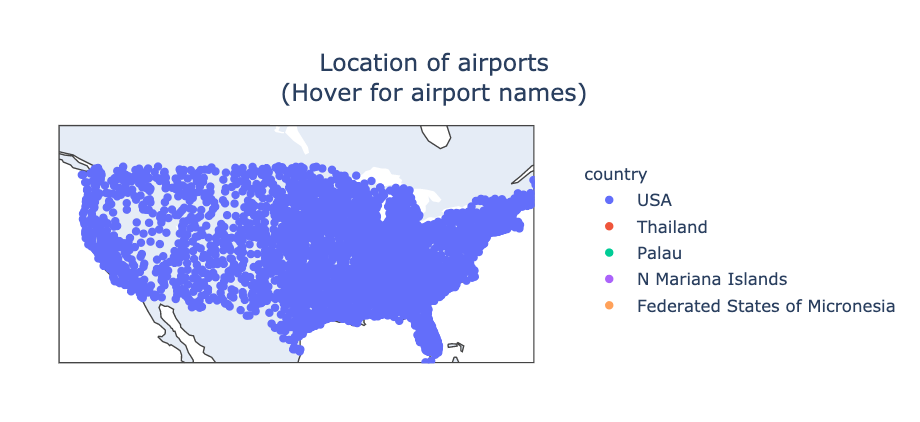 Location of airports
(Hover for airport names)
country
USA
Thailand
Palau
N Mariana Islands
Federated States of Micronesia